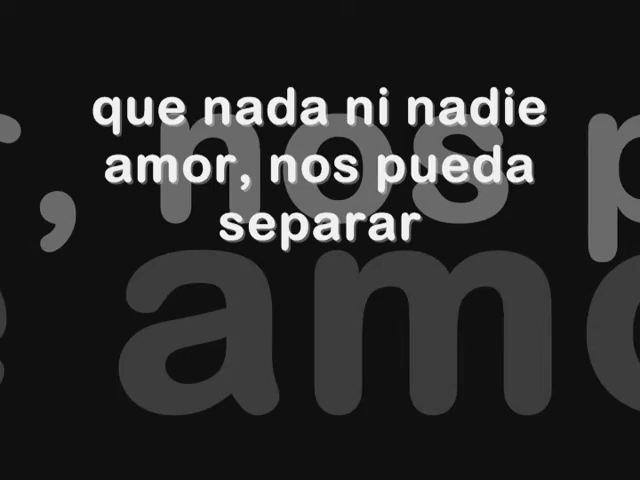 que nada ni nadie
amor, nos pueda
separar